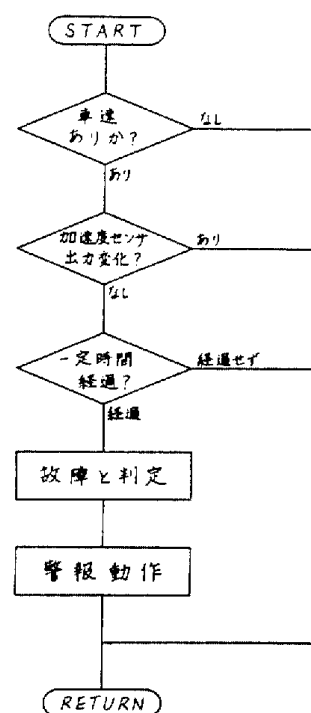 START
車速
ありか?
なし
あり
加速度センサ
出力変化?
あり
なし
一定時間
経過?
経過せず
経過
故障と判定
警報動作
RETURN